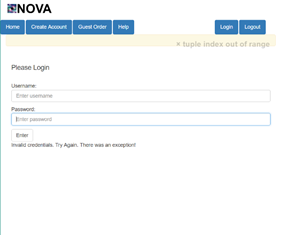 NOVA
Home Create Account Guest Order Help Login Logout
× tuple index out of range
Please Login
Username:
Enter username
Password:
Enter password
Enter
Invalid credentials. Try Again. There was an exception!